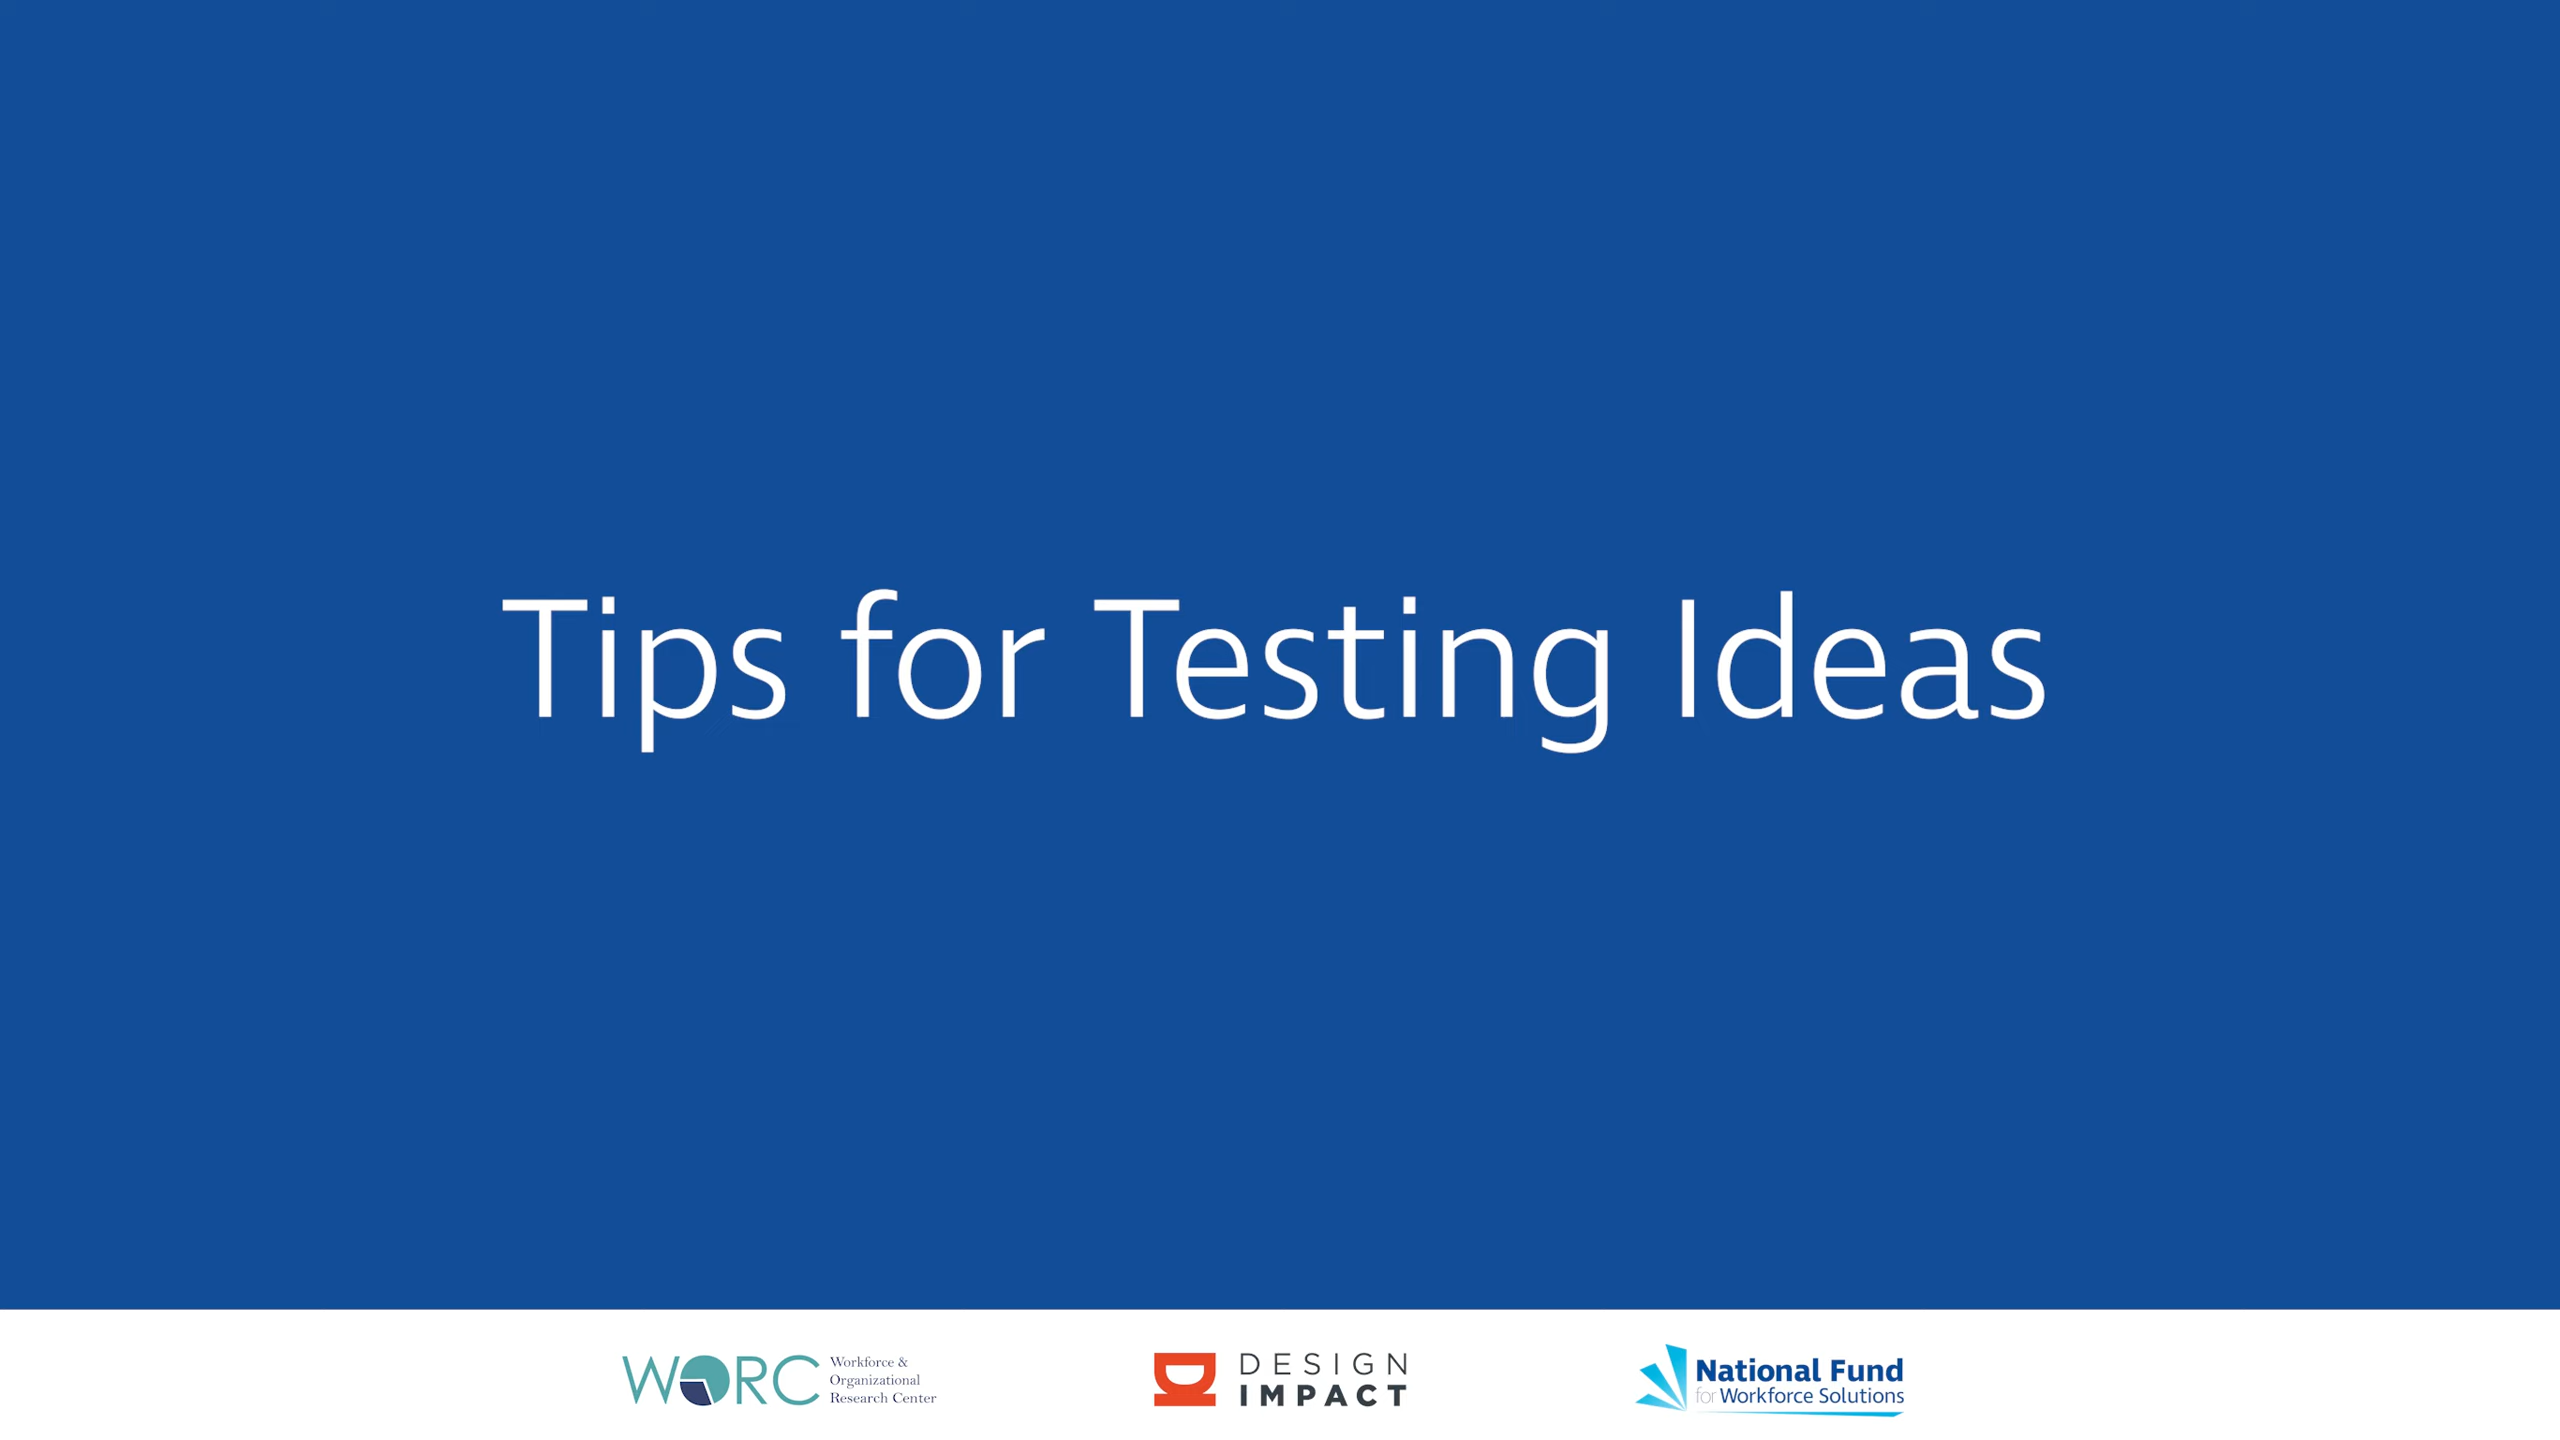 Tips for Testing Ideas
WORC
Workforce &
Organizational
Research Center
DESIGN
IMPACT
National Fund
for Workforce Solutions